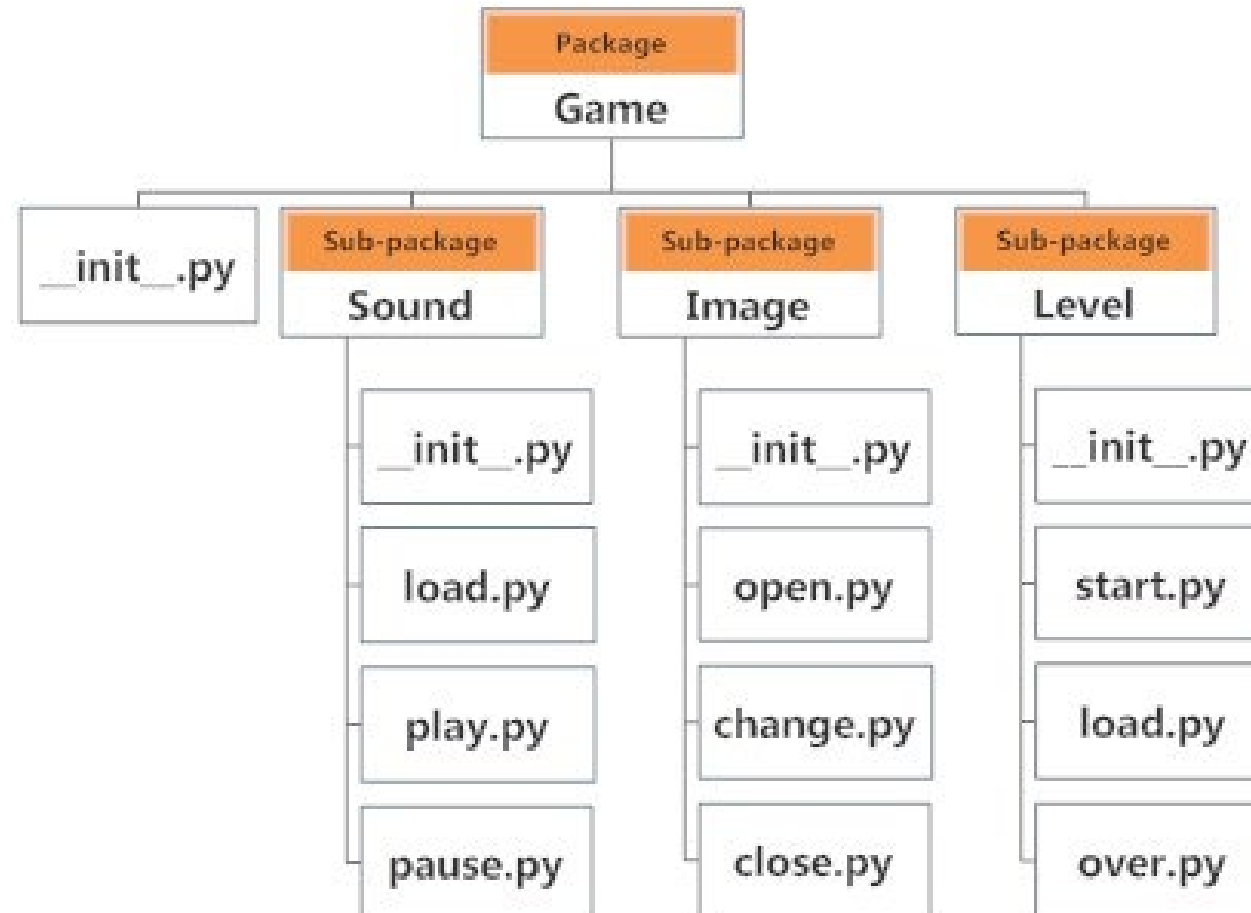 Package
Game
__init__.py
Sub-package
Sound
Sub-package
Image
Sub-package
Level
__init__.py
load.py
play.py
pause.py
__init__.py
open.py
change.py
close.py
__init__.py
start.py
load.py
over.py